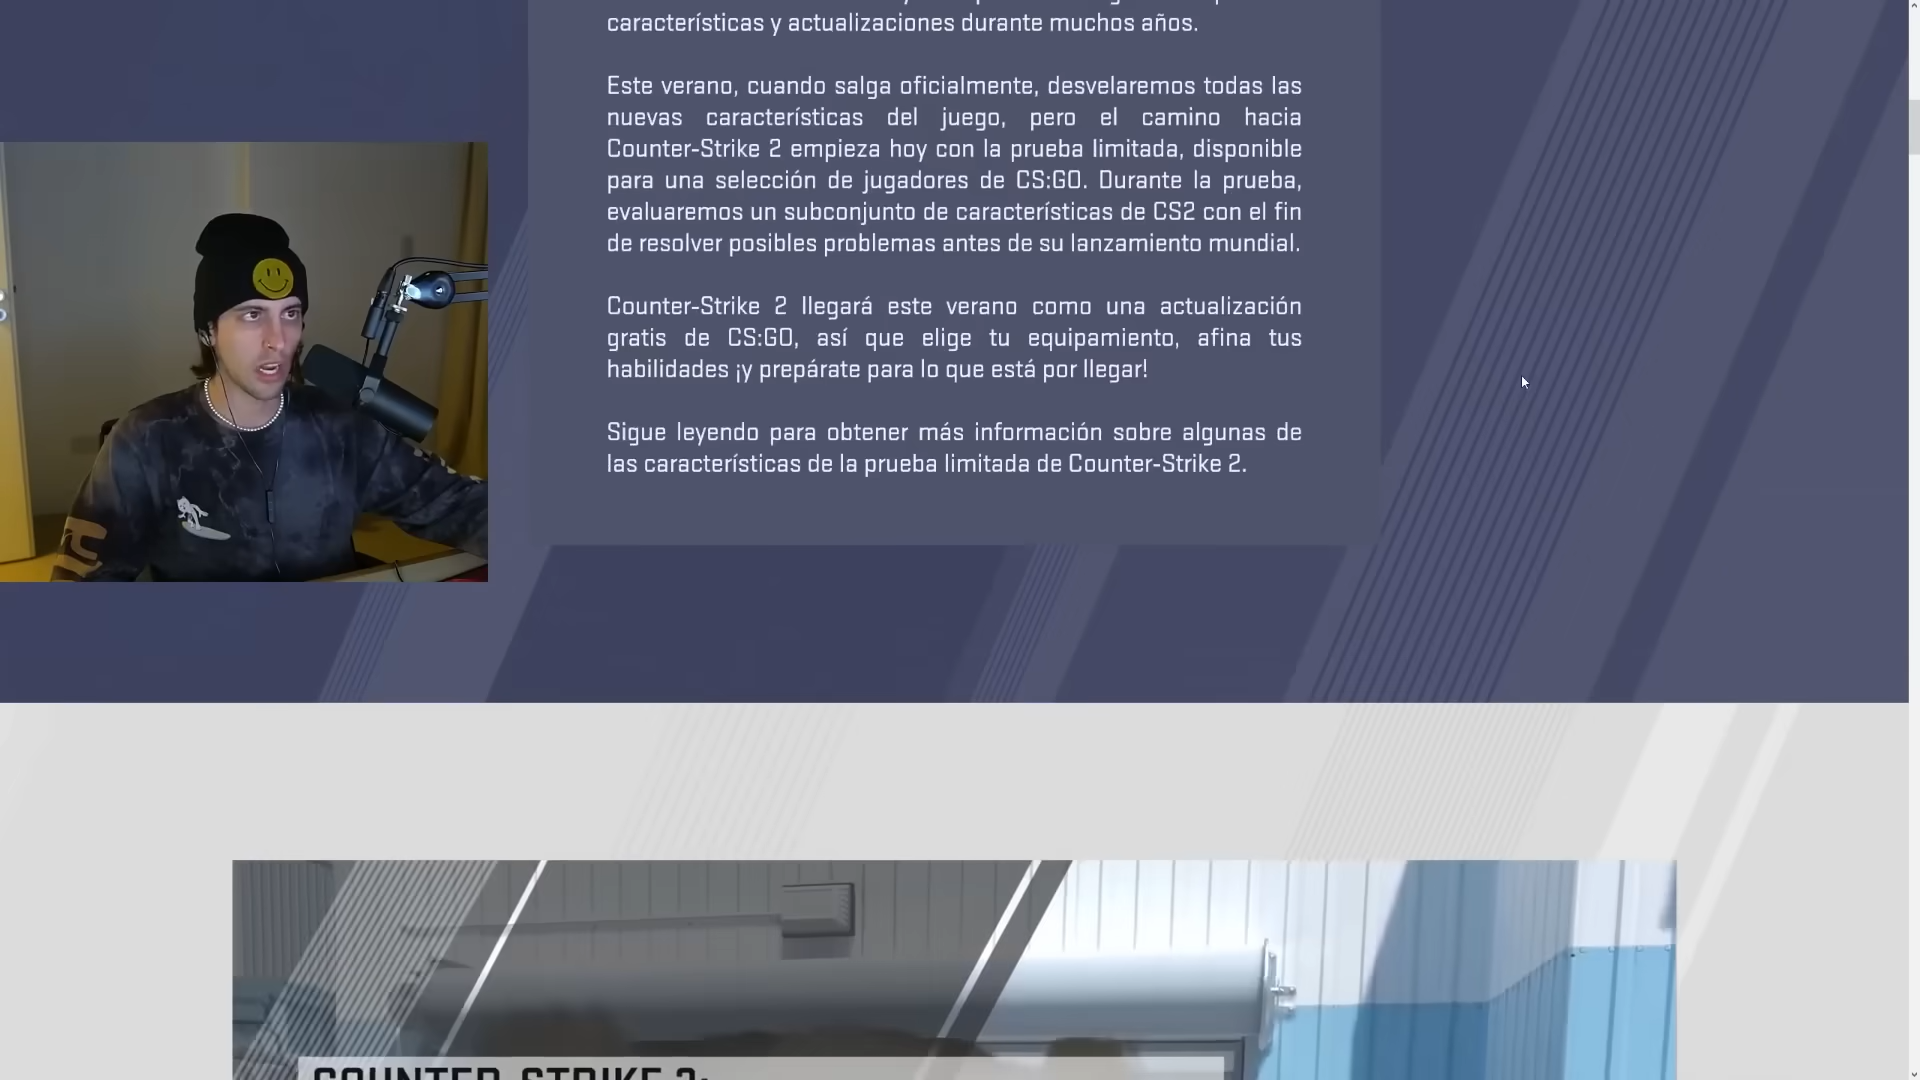 características y actualizaciones durante muchos años.
Este verano, cuando salga oficialmente, desvelaremos todas las
nuevas características del juego, pero el camino hacia
Counter-Strike 2 empieza hoy con la prueba limitada, disponible
para una selección de jugadores de CS:GO. Durante la prueba,
evaluaremos un subconjunto de características de CS2 con el fin
de resolver posibles problemas antes de su lanzamiento mundial.
Counter-Strike 2 llegará este verano como una actualización
gratis de CS:GO, así que elige tu equipamiento, afina tus
habilidades ¡y prepárate para lo que está por llegar!
Sigue leyendo para obtener más información sobre algunas de
las características de la prueba limitada de Counter-Strike 2.
COUNTER-STRIKE 2: